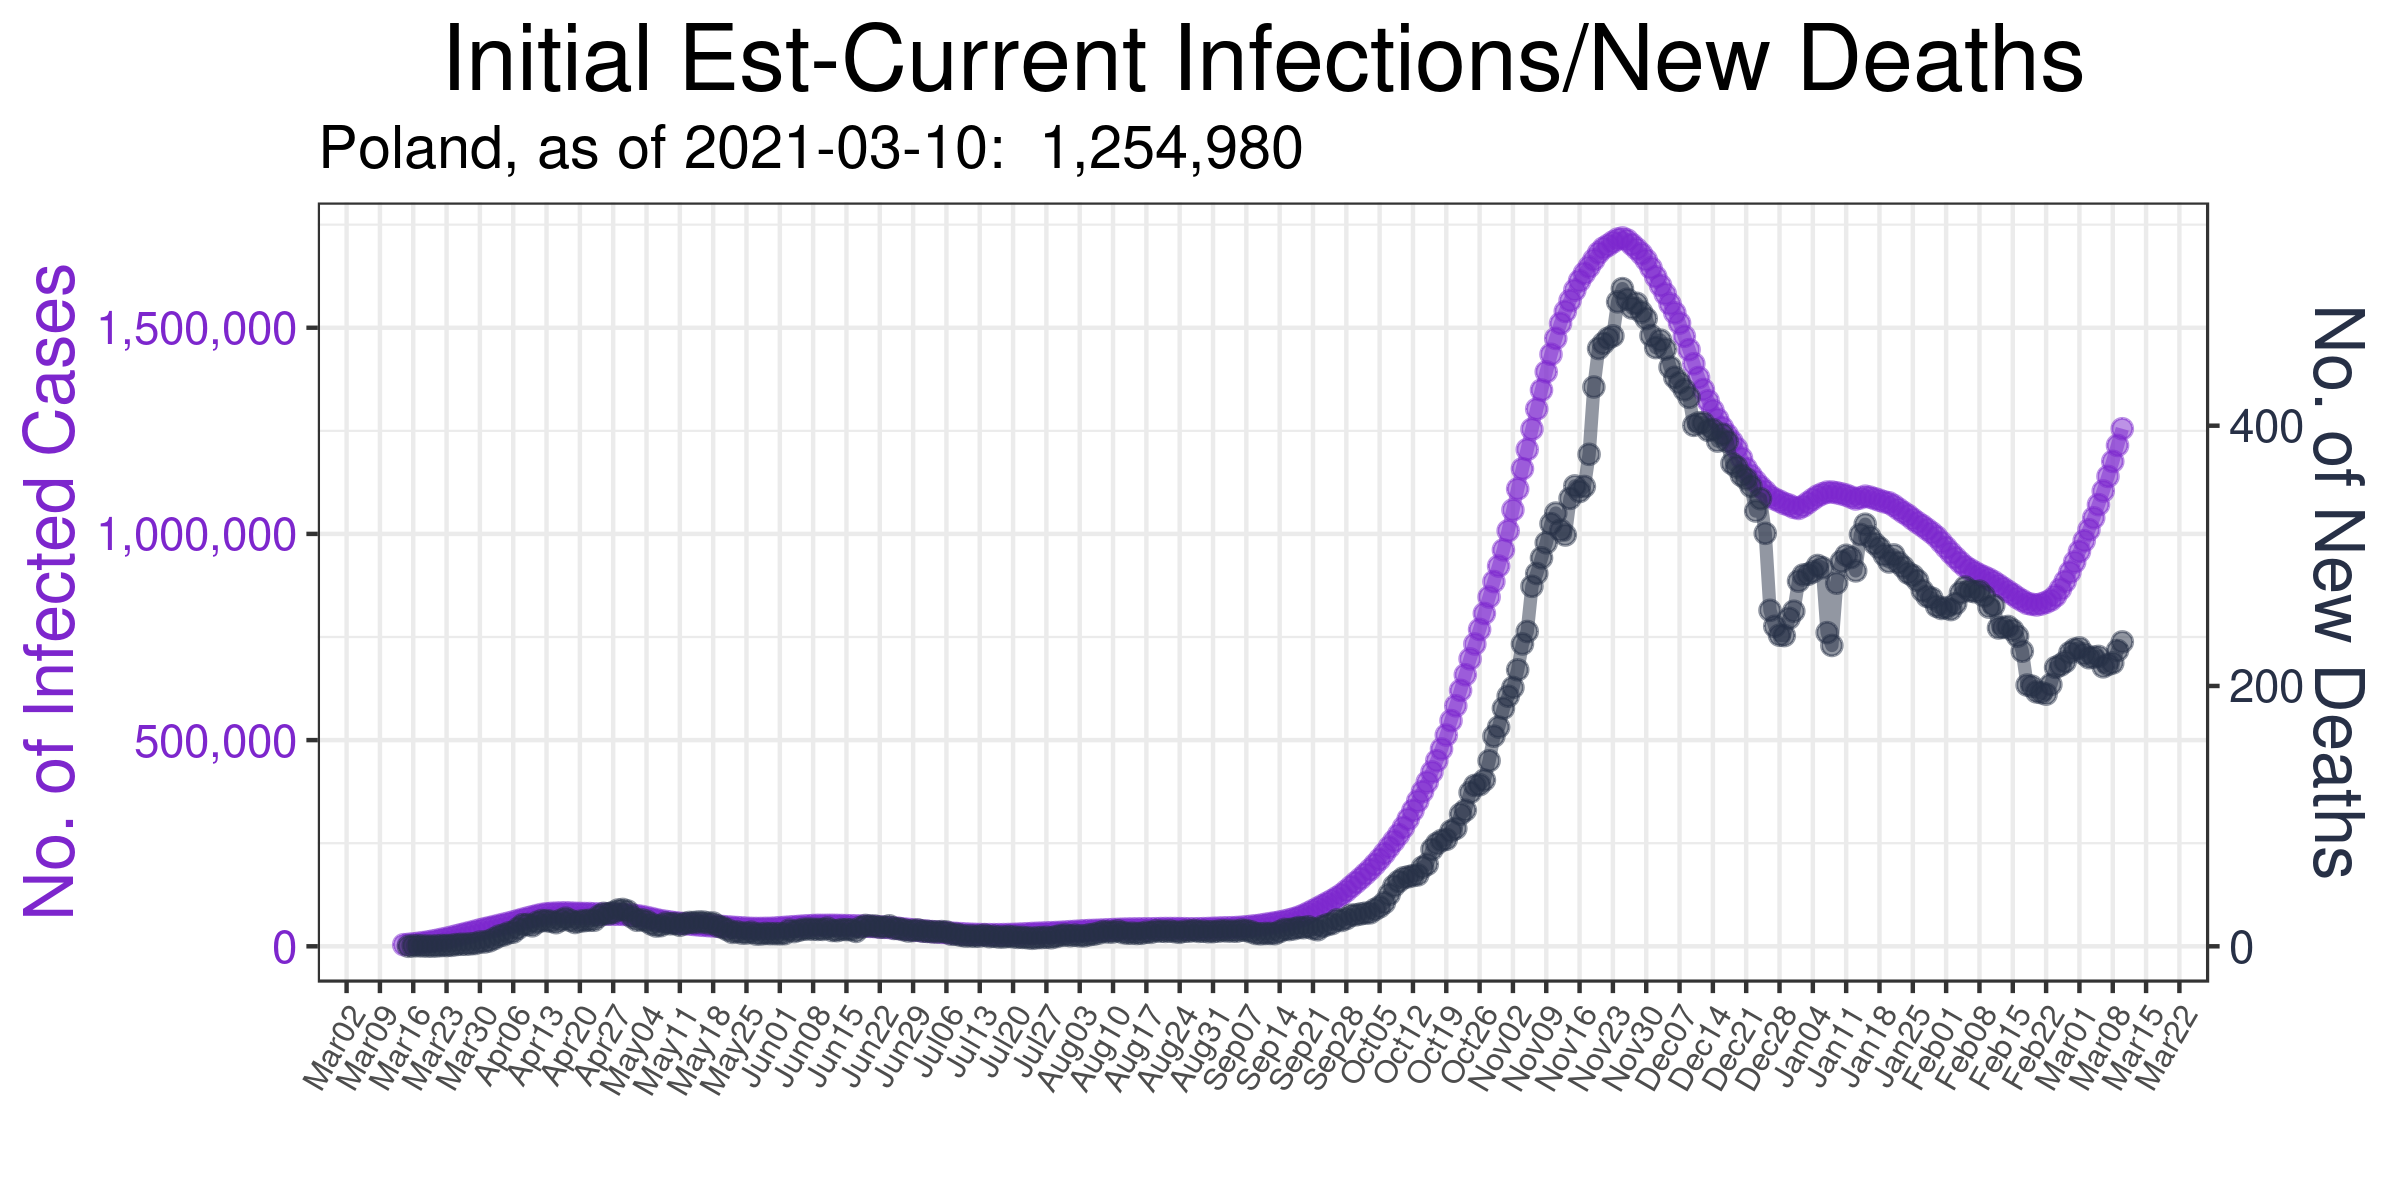 Initial Est-Current Infections/New Deaths
Poland, as of 2021-03-10:  1,254,980
No. of Infected Cases
1,500,000
1,000,000
500,000
0
400
200
0
No. of New Deaths
Mar02
Mar09
Mar16
Mar23
Mar30
Apr06
Apr13
Apr20
Apr27
May04
May11
May18
May25
Jun01
Jun08
Jun15
Jun22
Jun29
Jul06
Jul13
Jul20
Jul27
Aug03
Aug10
Aug17
Aug24
Aug31
Sep07
Sep14
Sep21
Sep28
Oct05
Oct12
Oct19
Oct26
Nov02
Nov09
Nov16
Nov23
Nov30
Dec07
Dec14
Dec21
Dec28
Jan04
Jan11
Jan18
Jan25
Feb01
Feb08
Feb15
Feb22
Mar01
Mar08
Mar15
Mar22